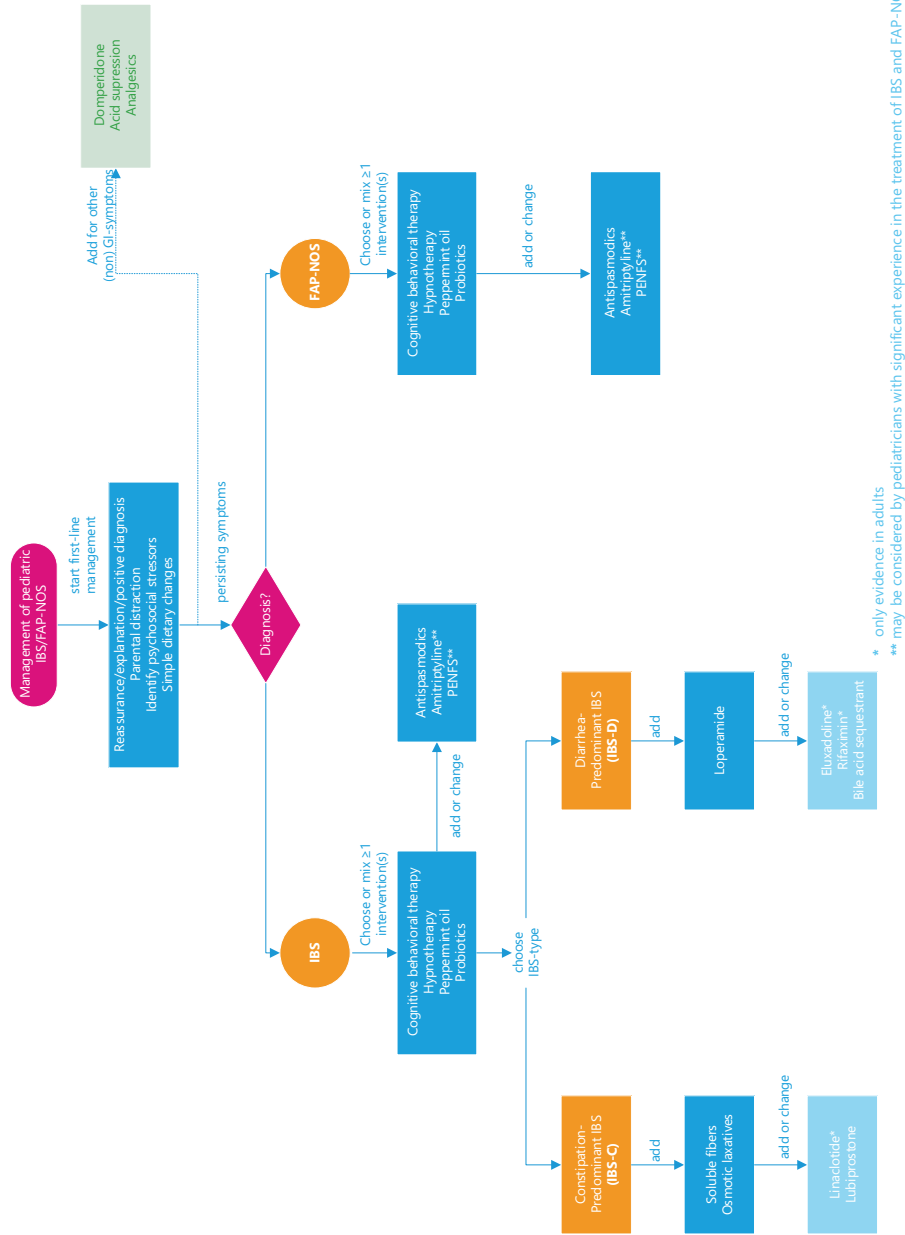 Management of pediatric
IBS/FAP-NOS
start first-line
management
Reassurance/explanation/positive diagnosis
Parental distraction
Identify psychosocial stressors
Simple dietary changes
Add for other
(non) GI-symptoms
Domperidone
Acid supression
Analgesics
persisting symptoms
Diagnosis?
IBS
Choose or mix ≥1
intervention(s)
Cognitive behavioral therapy
Hypnotherapy
Peppermint oil
Probiotics
add or change
Antispasmodics
Amitriptyline**
PENFS**
choose
IBS-type
Constipation-
Predominant IBS
(IBS-C)
add
Soluble fibers
Osmotic laxatives
add or change
Linaclotide*
Lubiprostone
Diarrhea-
Predominant IBS
(IBS-D)
add
Loperamide
add or change
Eluxadoline*
Rifaximin*
Bile acid sequestrant
FAP-NOS
Choose or mix ≥1
intervention(s)
Cognitive behavioral therapy
Hypnotherapy
Peppermint oil
Probiotics
add or change
Antispasmodics
Amitriptyline**
PENFS**
* only evidence in adults
** may be considered by pediatricians with significant experience in the treatment of IBS and